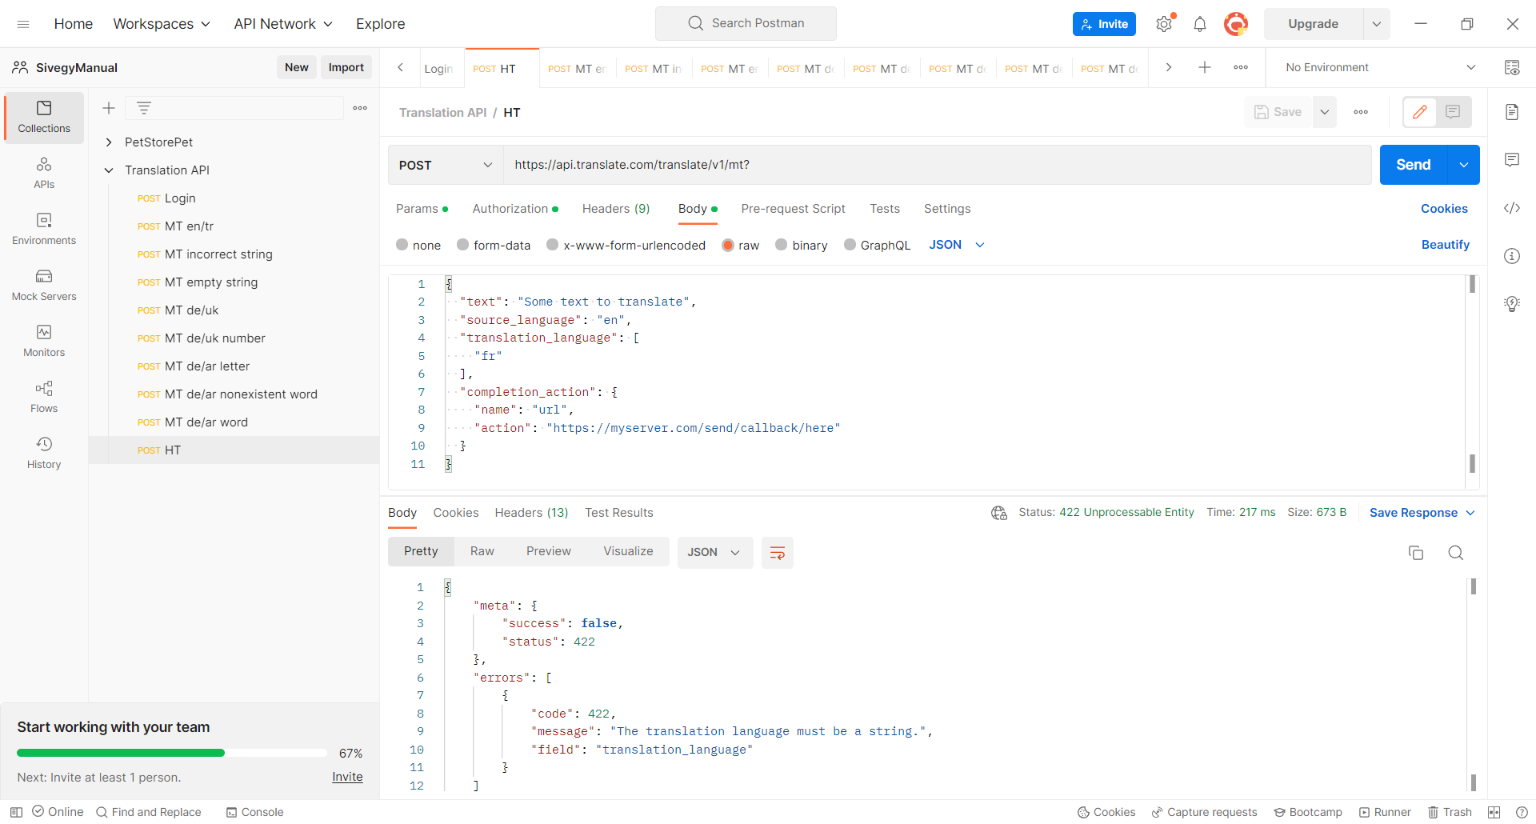 Home Workspaces API Network Explore Search Postman Invite Upgrade
SivegyManual New Import
Login POST HT POST MT POST MT POST MT POST MT POST MT POST MT POST MT POST MT No Environment
Collections
APIs
Environments
Mock Servers
Monitors
Flows
History
PetStorePet
Translation API
POST Login
POST MT en/tr
POST MT incorrect string
POST MT empty string
POST MT de/uk
POST MT de/uk number
POST MT de/ar letter
POST MT de/ar nonexistent word
POST MT de/ar word
POST HT
Start working with your team
67%
Next: Invite at least 1 person. Invite
Translation API / HT Save
POST https://api.translate.com/translate/v1/mt? Send
Params Authorization Headers (9) Body Pre-request Script Tests Settings Cookies
none form-data x-www-form-urlencoded raw binary GraphQL JSON Beautify
1 {
2 "text": "Some text to translate",
3 "source_language": "en",
4 "translation_language": [
5 "fr"
6 ],
7 "completion_action": {
8 "name": "url",
9 "action": "https://myserver.com/send/callback/here"
10 }
11 }
Body Cookies Headers (13) Test Results Status: 422 Unprocessable Entity Time: 217 ms Size: 673 B Save Response
Pretty Raw Preview Visualize JSON
1 {
2 "meta": {
3 "success": false,
4 "status": 422
5 },
6 "errors": [
7 {
8 "code": 422,
9 "message": "The translation language must be a string.",
10 "field": "translation_language"
11 }
12 ]
Online Find and Replace Console Cookies Capture requests Bootcamp Runner Trash